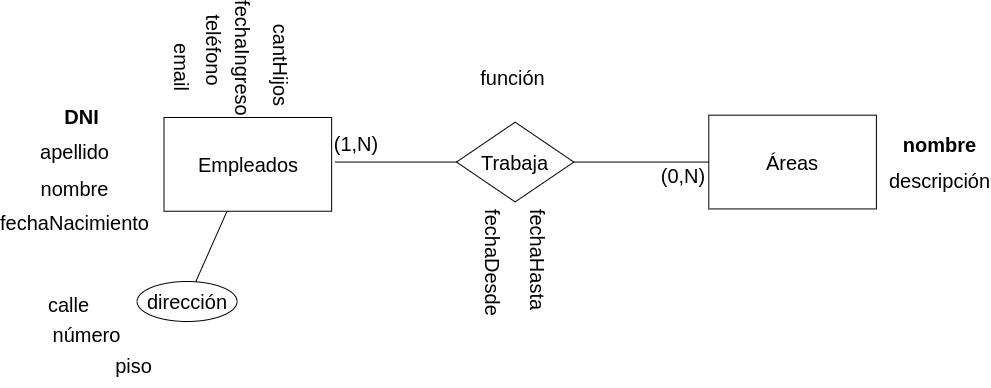 email
teléfono
fechaIngreso
cantHijos
función
DNI
apellido
nombre
fechaNacimiento
Empleados
(1,N)
Trabaja
(0,N)
Áreas
nombre
descripción
fechaDesde
fechaHasta
dirección
calle
número
piso